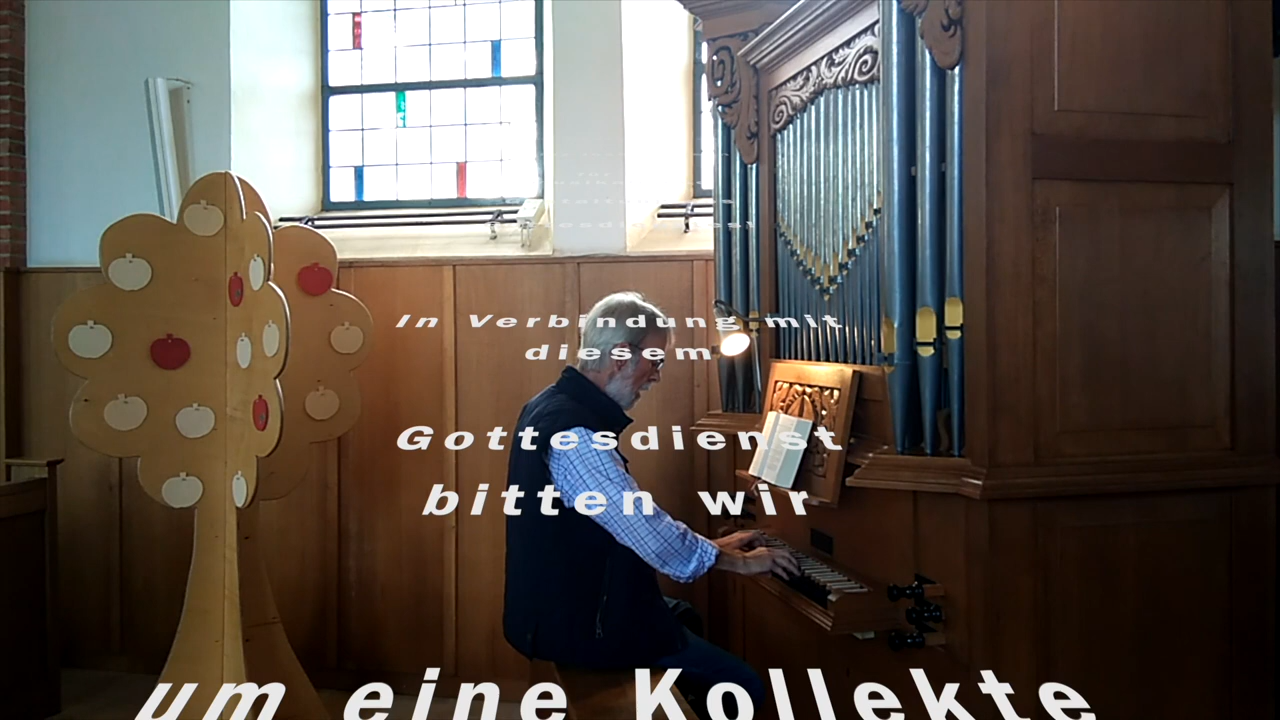 In Verbindung mit
diesem
Gottesdienst
bitten wir
um eine Kollekte